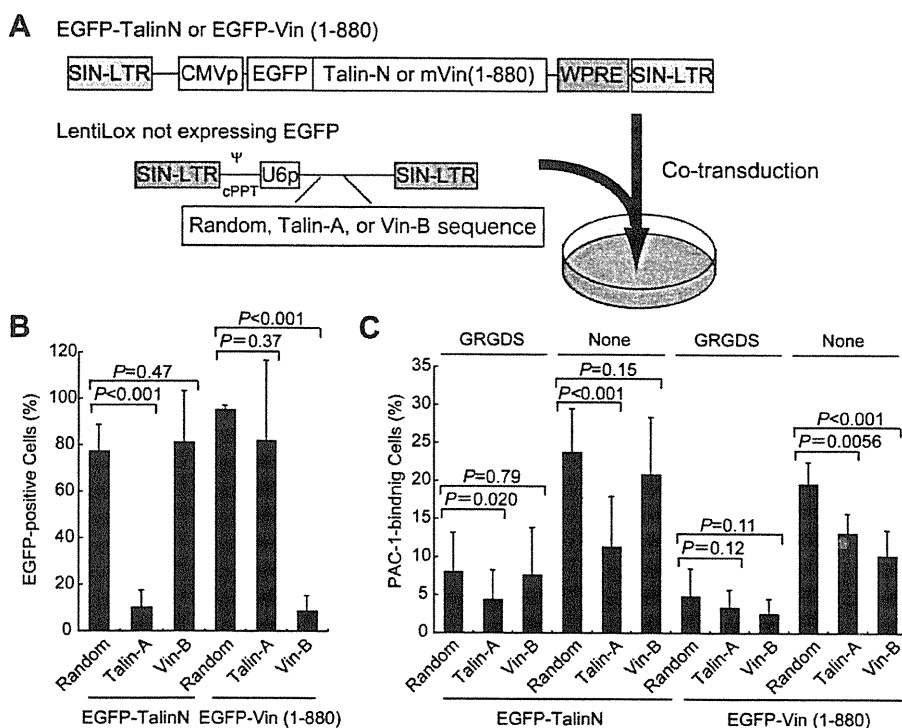 A
EGFP-TalinN or EGFP-Vin (1-880)
SIN-LTR CMVp EGFP Talin-N or mVin(1-880) WPRE SIN-LTR
LentiLox not expressing EGFP
SIN-LTR Ψ cPPT U6p SIN-LTR
Random, Talin-A, or Vin-B sequence
Co-transduction
B
EGFP-positive Cells (%)
120
100
80
60
40
20
0
P=0.47
P<0.001
P<0.001
P=0.37
Random Talin-A Vin-B Random Talin-A Vin-B
EGFP-TalinN EGFP-Vin (1-880)
C
GRGDS None GRGDS None
PAC-1-bindnig Cells (%)
35
30
25
20
15
10
5
0
P=0.79
P=0.020
P=0.15
P<0.001
P=0.11
P=0.12
P<0.001
P=0.0056
Random Talin-A Vin-B Random Talin-A Vin-B Random Talin-A Vin-B Random Talin-A Vin-B
EGFP-TalinN EGFP-Vin (1-880)